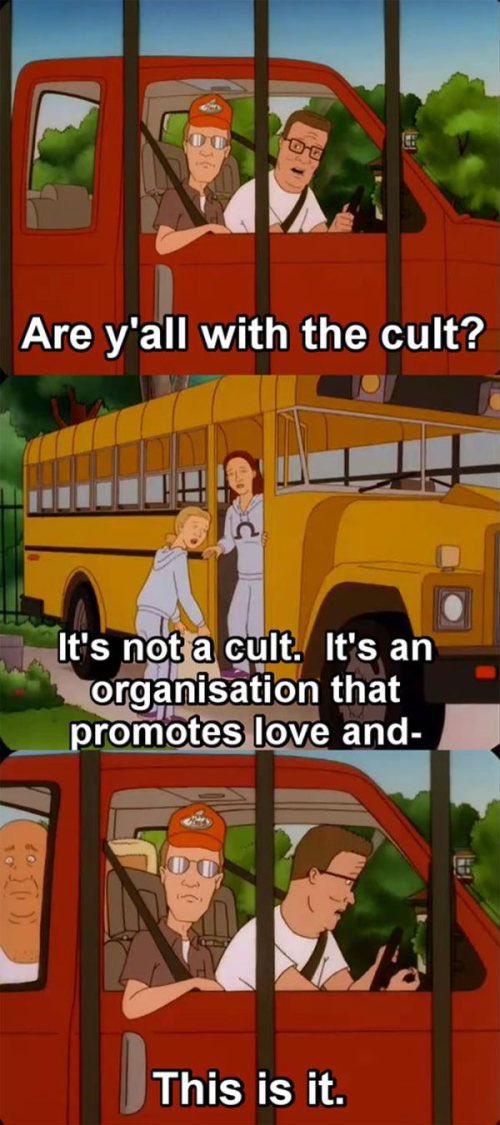 Are y'all with the cult?
It's not a cult.  It's an
organisation that
promotes love and-
This is it.